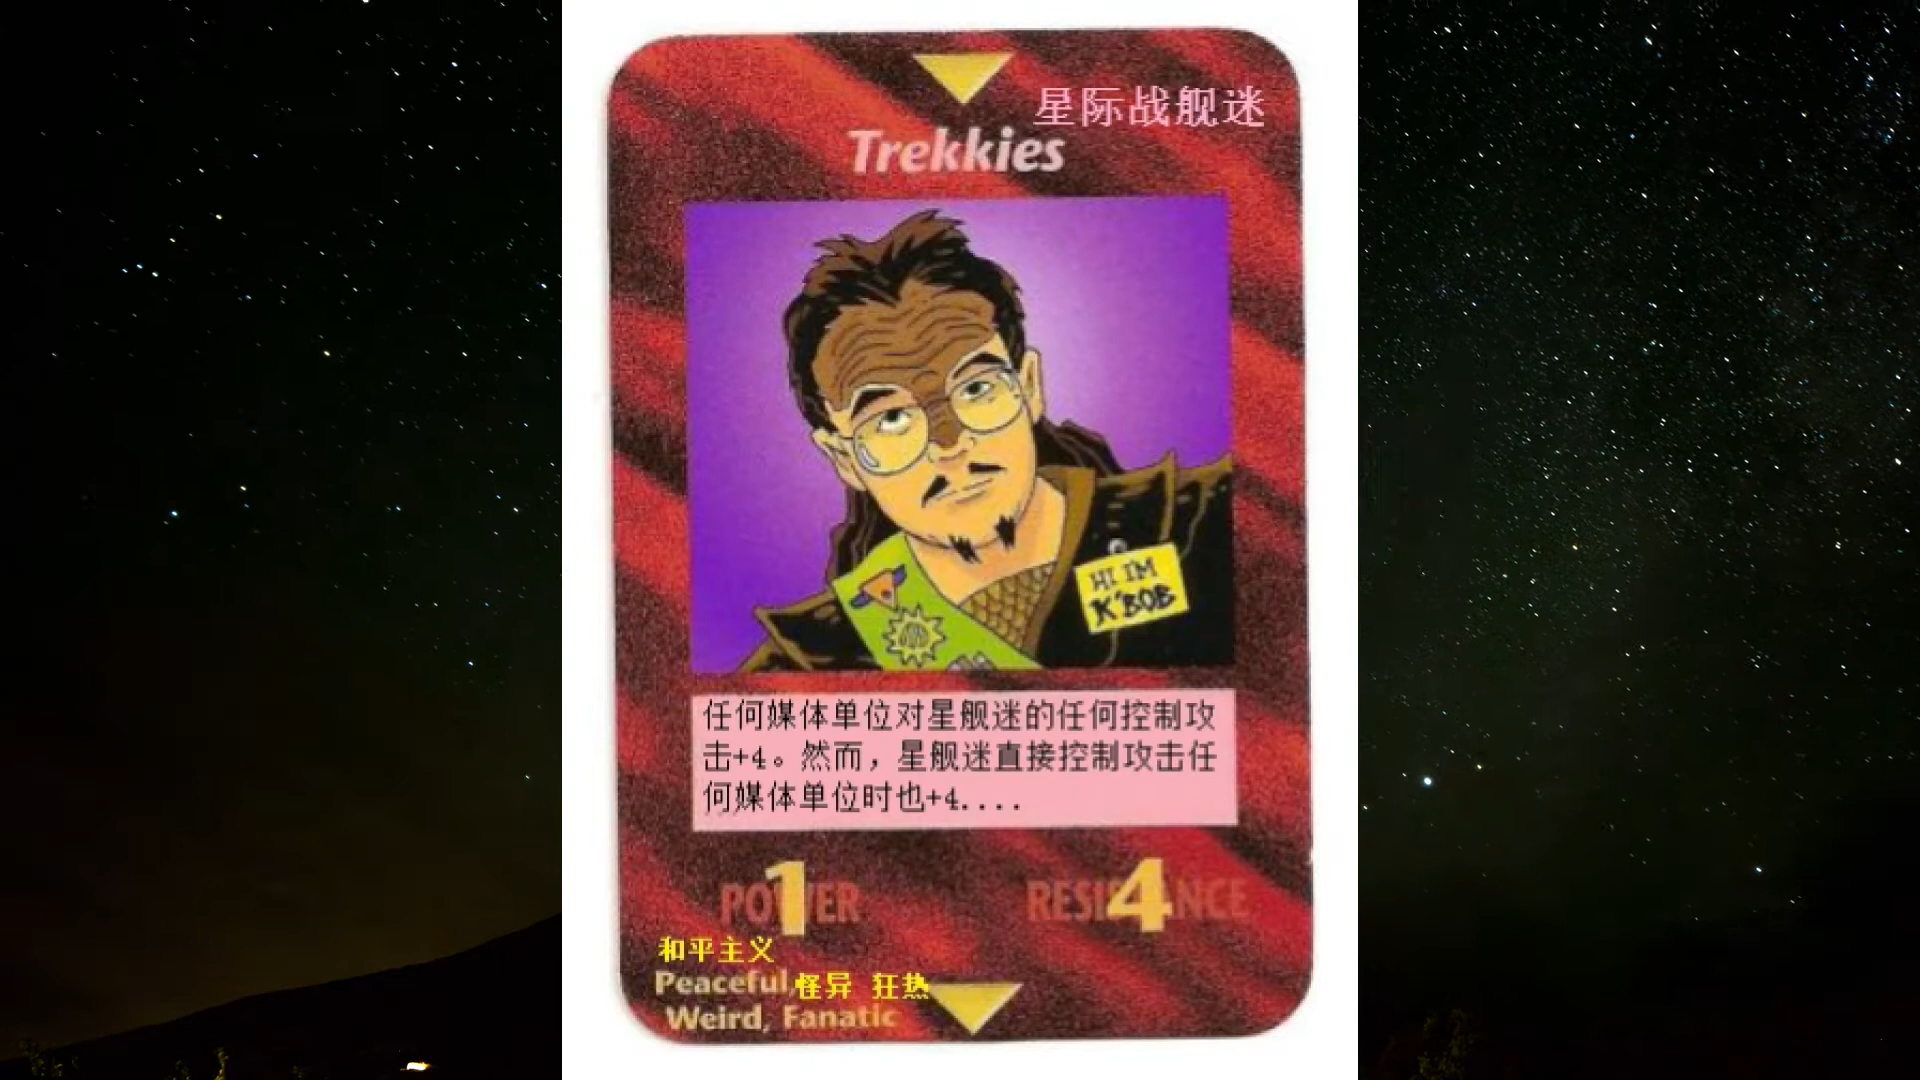 星际战舰迷
Trekkies
HI I'M
K'BOB
任何媒体单位对星舰迷的任何控制攻
击+4。然而，星舰迷直接控制攻击任
何媒体单位时也+4....
POWER
1
RESISTANCE
4
和平主义
Peaceful,
怪异 狂热
Weird, Fanatic